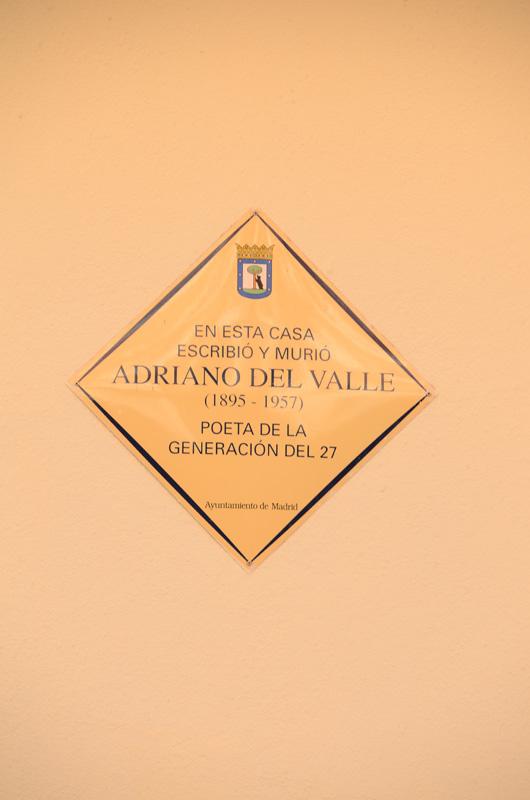 EN ESTA CASA
ESCRIBIÓ Y MURIÓ
ADRIANO DEL VALLE
(1895 - 1957)
POETA DE LA
GENERACIÓN DEL 27
Ayuntamiento de Madrid